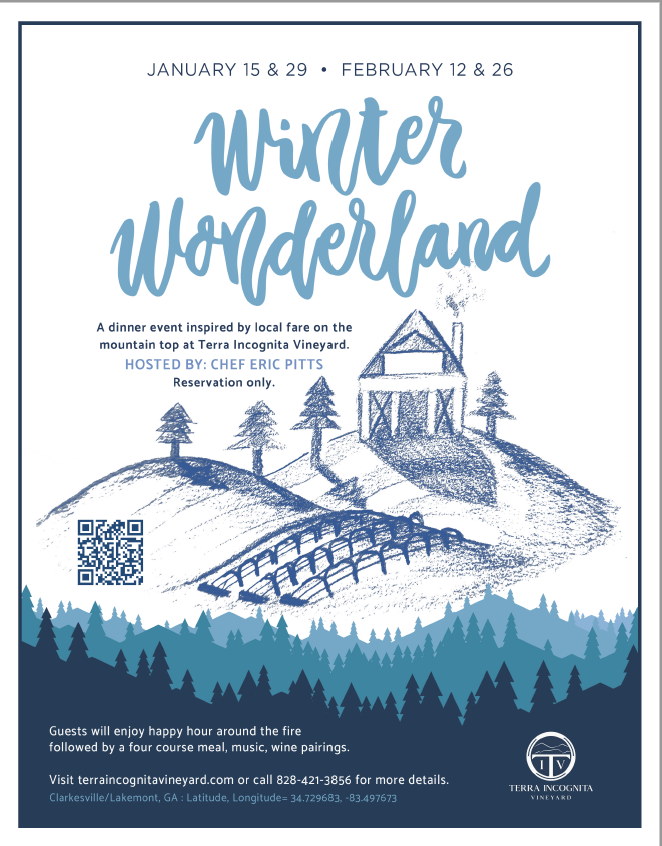 JANUARY 15 & 29 • FEBRUARY 12 & 26
Winter
Wonderland
A dinner event inspired by local fare on the
mountain top at Terra Incognita Vineyard.
HOSTED BY: CHEF ERIC PITTS
Reservation only.
Guests will enjoy happy hour around the fire
followed by a four course meal, music, wine pairings.
Visit terraincognitavineyard.com or call 828-421-3856 for more details.
Clarkesville/Lakemont, GA : Latitude, Longitude= 34.729683, -83.497673
I T V
TERRA INCOGNITA
VINEYARD